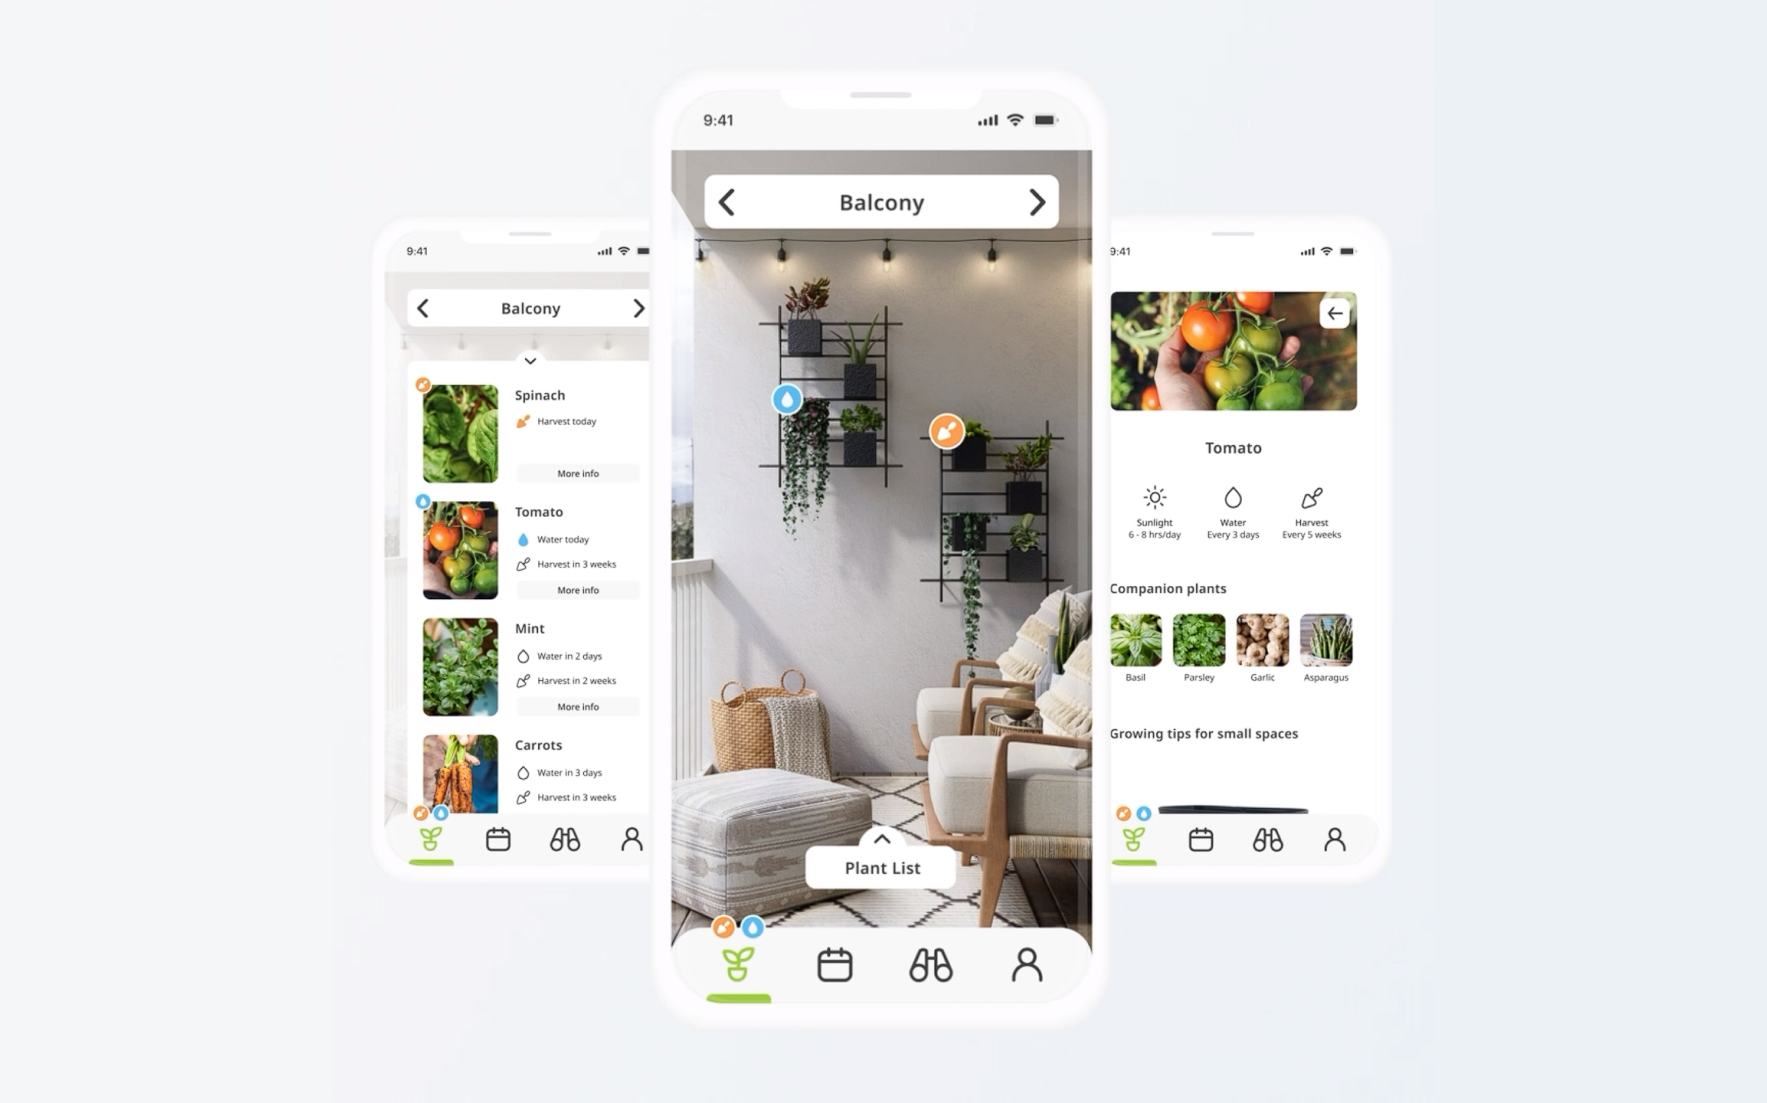 9:41
Balcony
Spinach
Harvest today
More info
Tomato
Water today
Harvest in 3 weeks
More info
Mint
Water in 2 days
Harvest in 2 weeks
More info
Carrots
Water in 3 days
Harvest in 3 weeks
9:41
Balcony
Plant List
9:41
Tomato
Sunlight
6 - 8 hrs/day
Water
Every 3 days
Harvest
Every 5 weeks
Companion plants
Basil
Parsley
Garlic
Asparagus
Growing tips for small spaces